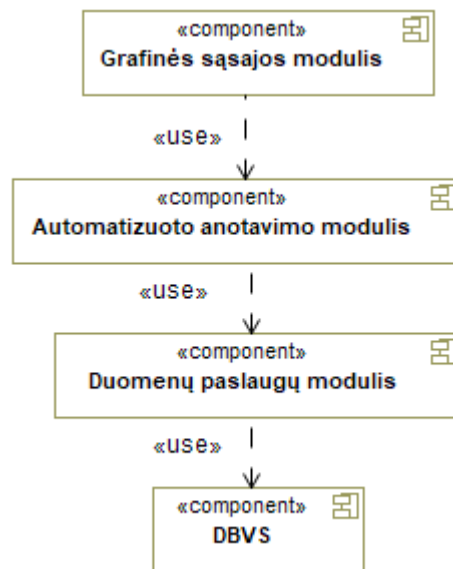 «component»
Grafinės sąsajos modulis
«use»
«component»
Automatizuoto anotavimo modulis
«use»
«component»
Duomenų paslaugų modulis
«use»
«component»
DBVS